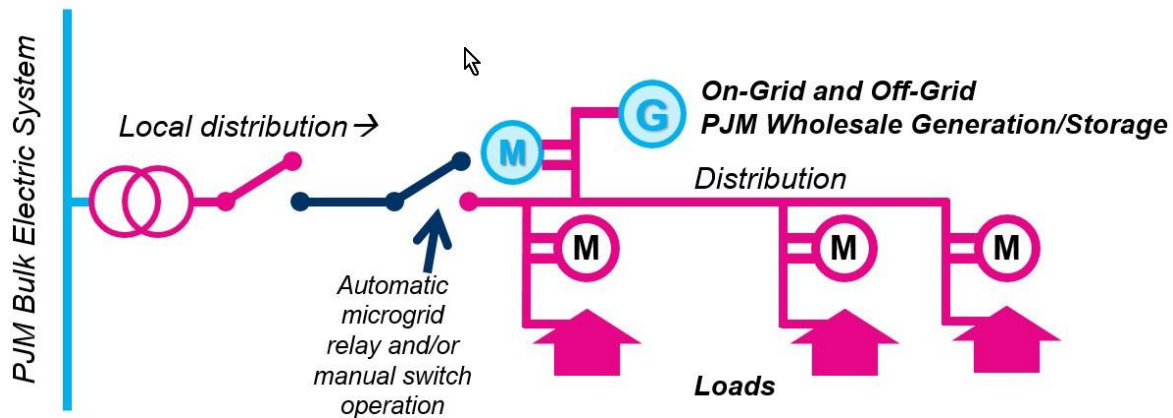 PJM Bulk Electric System
Local distribution→
M
G
On-Grid and Off-Grid
PJM Wholesale Generation/Storage
Distribution
M
M
M
Automatic
microgrid
relay and/or
manual switch
operation
Loads